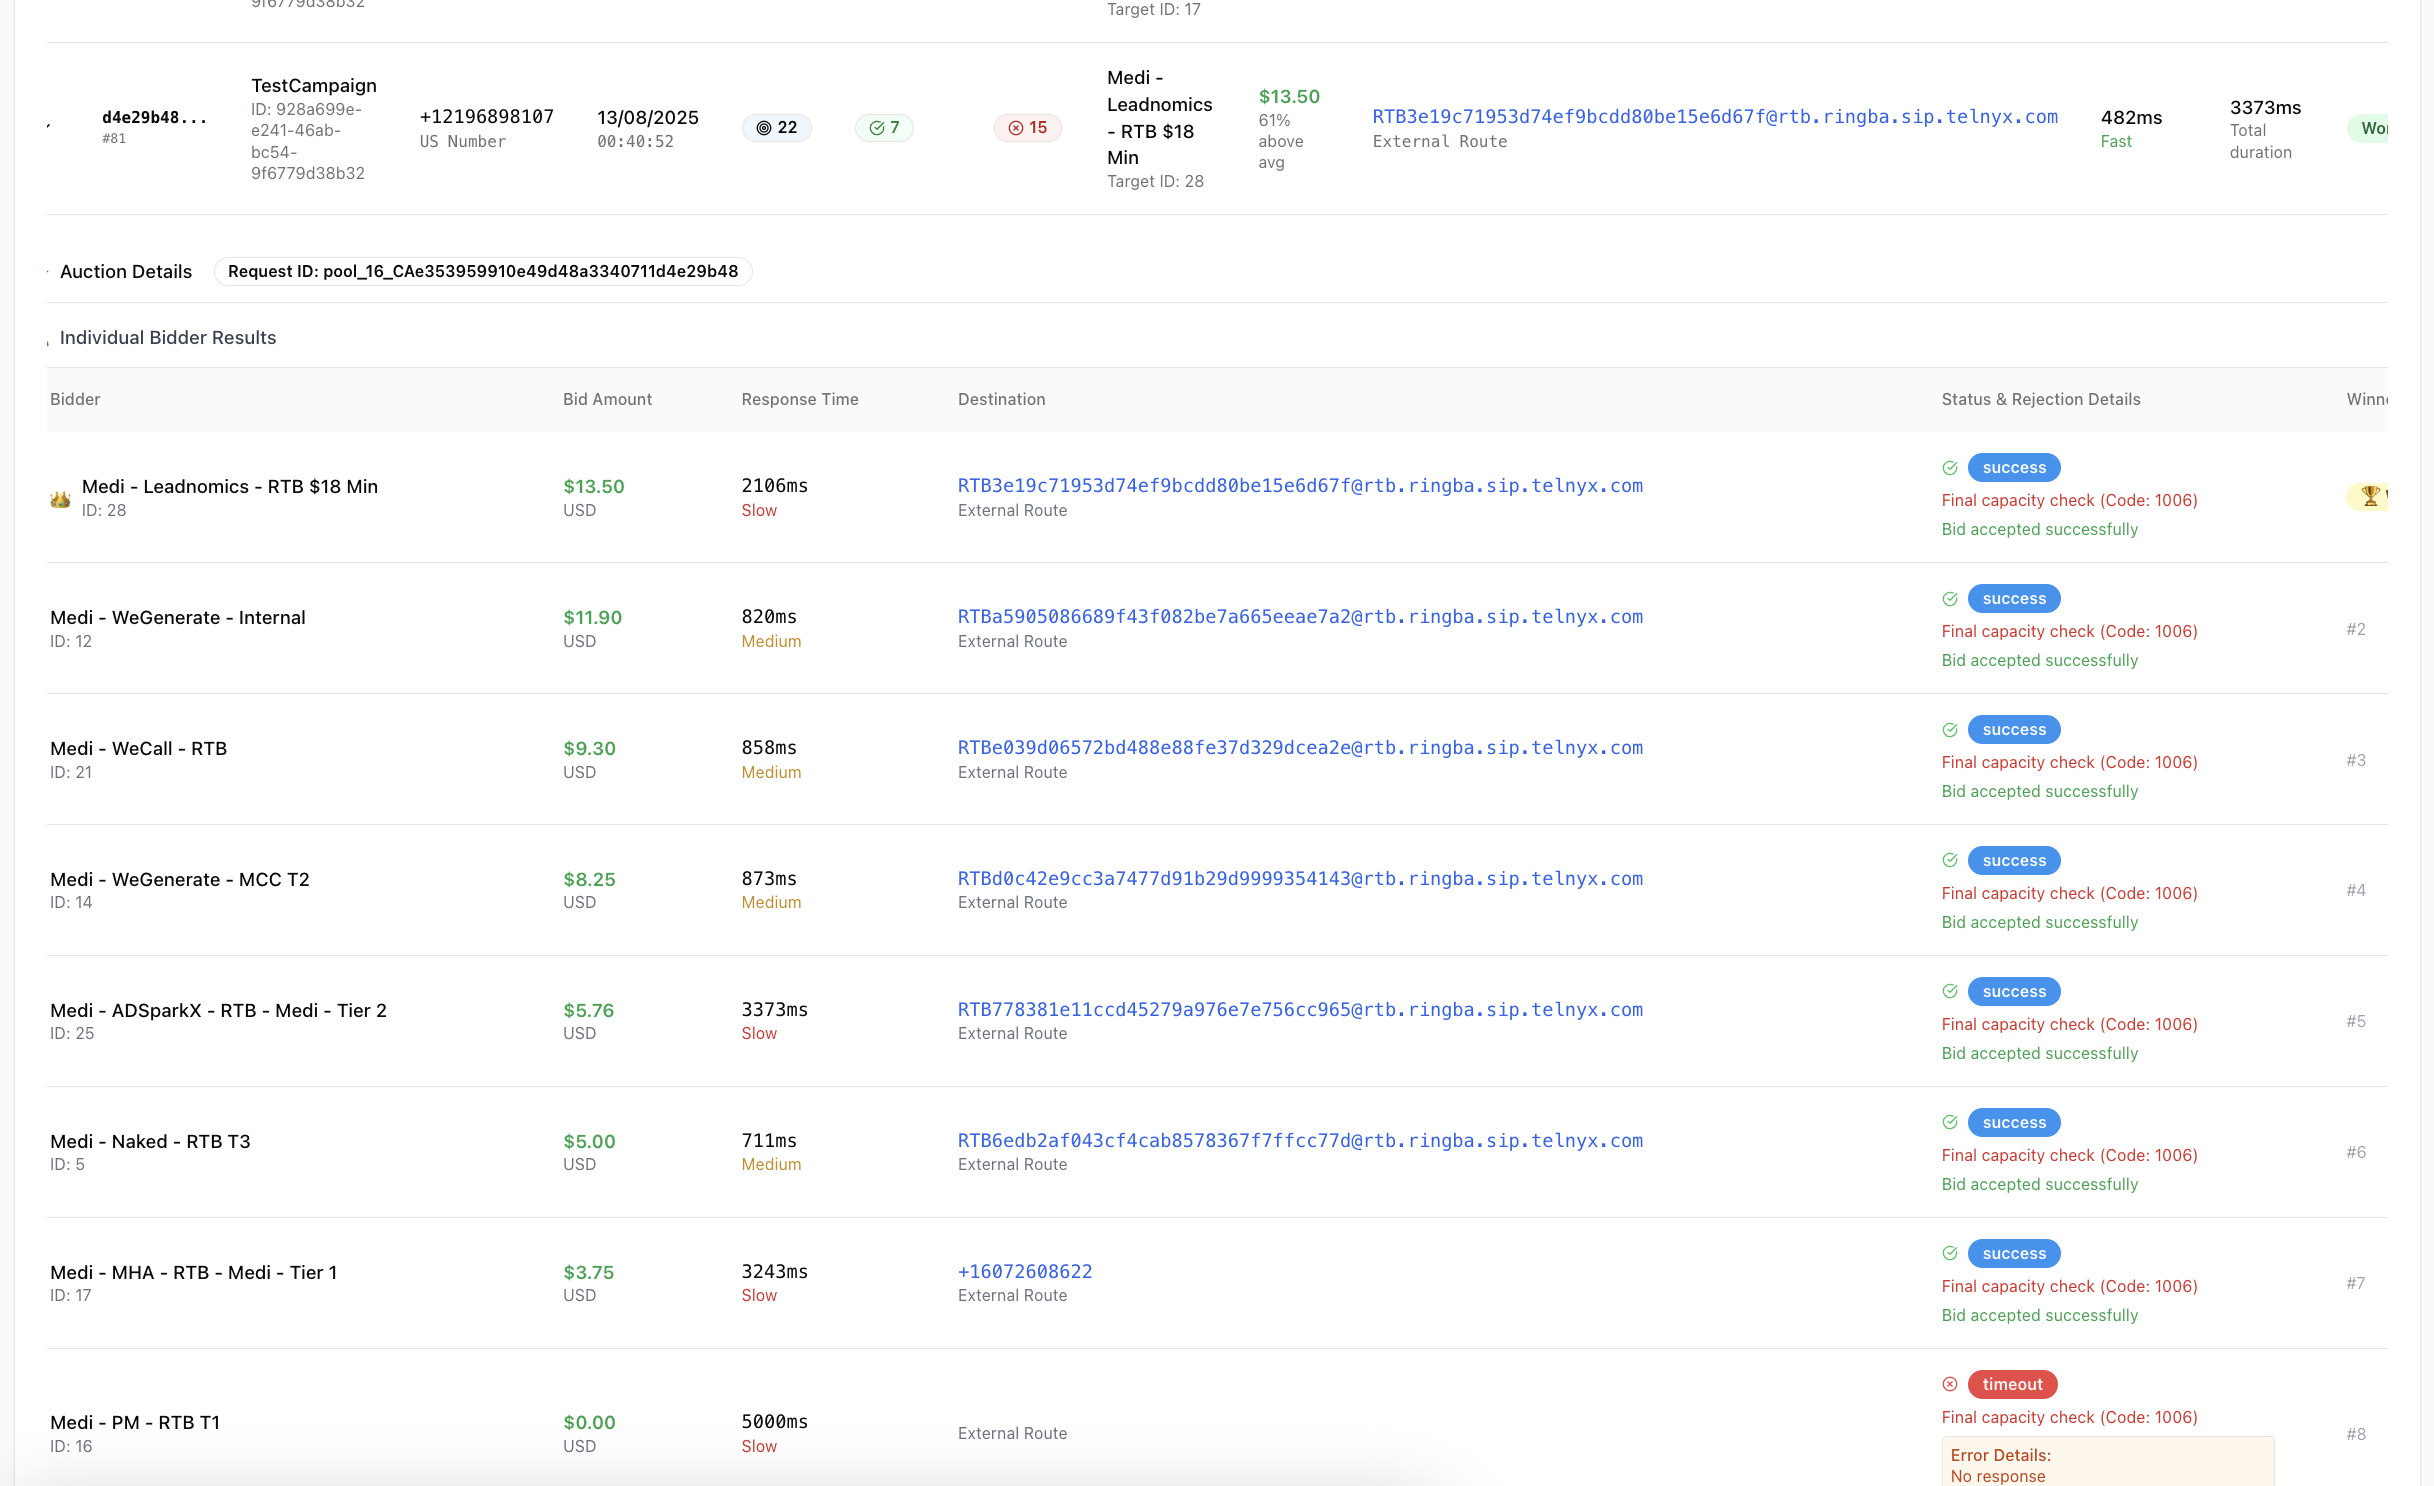 9f6779d38b32
Target ID: 17
d4e29b48...
#81
TestCampaign
ID: 928a699e-
e241-46ab-
bc54-
9f6779d38b32
+12196898107
US Number
13/08/2025
00:40:52
22
7
15
Medi -
Leadnomics
- RTB $18
Min
Target ID: 28
$13.50
61%
above
avg
RTB3e19c71953d74ef9bcdd80be15e6d67f@rtb.ringba.sip.telnyx.com
External Route
482ms
Fast
3373ms
Total
duration
Auction Details
Request ID: pool_16_CAe353959910e49d48a3340711d4e29b48
Individual Bidder Results
Bidder Bid Amount Response Time Destination Status & Rejection Details
Medi - Leadnomics - RTB $18 Min
ID: 28
$13.50
USD
2106ms
Slow
RTB3e19c71953d74ef9bcdd80be15e6d67f@rtb.ringba.sip.telnyx.com
External Route
success
Final capacity check (Code: 1006)
Bid accepted successfully
Medi - WeGenerate - Internal
ID: 12
$11.90
USD
820ms
Medium
RTBa5905086689f43f082be7a665eeae7a2@rtb.ringba.sip.telnyx.com
External Route
success
Final capacity check (Code: 1006)
Bid accepted successfully
#2
Medi - WeCall - RTB
ID: 21
$9.30
USD
858ms
Medium
RTBe039d06572bd488e88fe37d329dcea2e@rtb.ringba.sip.telnyx.com
External Route
success
Final capacity check (Code: 1006)
Bid accepted successfully
#3
Medi - WeGenerate - MCC T2
ID: 14
$8.25
USD
873ms
Medium
RTBd0c42e9cc3a7477d91b29d9999354143@rtb.ringba.sip.telnyx.com
External Route
success
Final capacity check (Code: 1006)
Bid accepted successfully
#4
Medi - ADSparkX - RTB - Medi - Tier 2
ID: 25
$5.76
USD
3373ms
Slow
RTB778381e11ccd45279a976e7e756cc965@rtb.ringba.sip.telnyx.com
External Route
success
Final capacity check (Code: 1006)
Bid accepted successfully
#5
Medi - Naked - RTB T3
ID: 5
$5.00
USD
711ms
Medium
RTB6edb2af043cf4cab8578367f7ffcc77d@rtb.ringba.sip.telnyx.com
External Route
success
Final capacity check (Code: 1006)
Bid accepted successfully
#6
Medi - MHA - RTB - Medi - Tier 1
ID: 17
$3.75
USD
3243ms
Slow
+16072608622
External Route
success
Final capacity check (Code: 1006)
Bid accepted successfully
#7
Medi - PM - RTB T1
ID: 16
$0.00
USD
5000ms
Slow
External Route
timeout
Final capacity check (Code: 1006)
Error Details:
No response
#8